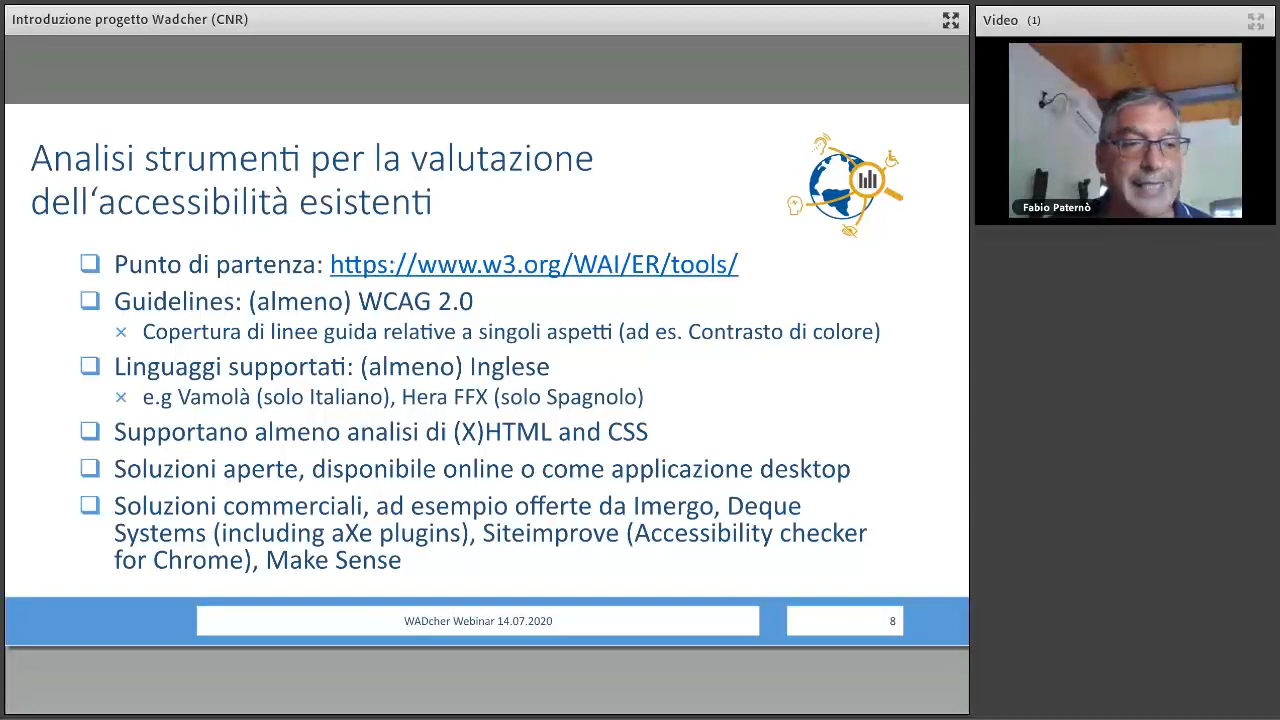 Introduzione progetto Wadcher (CNR)
Video (1)
Fabio Paternò
Analisi strumenti per la valutazione
dell‘accessibilità esistenti
Punto di partenza: https://www.w3.org/WAI/ER/tools/
Guidelines: (almeno) WCAG 2.0
Copertura di linee guida relative a singoli aspetti (ad es. Contrasto di colore)
Linguaggi supportati: (almeno) Inglese
e.g Vamolà (solo Italiano), Hera FFX (solo Spagnolo)
Supportano almeno analisi di (X)HTML and CSS
Soluzioni aperte, disponibile online o come applicazione desktop
Soluzioni commerciali, ad esempio offerte da Imergo, Deque
Systems (including aXe plugins), Siteimprove (Accessibility checker
for Chrome), Make Sense
WADcher Webinar 14.07.2020
8